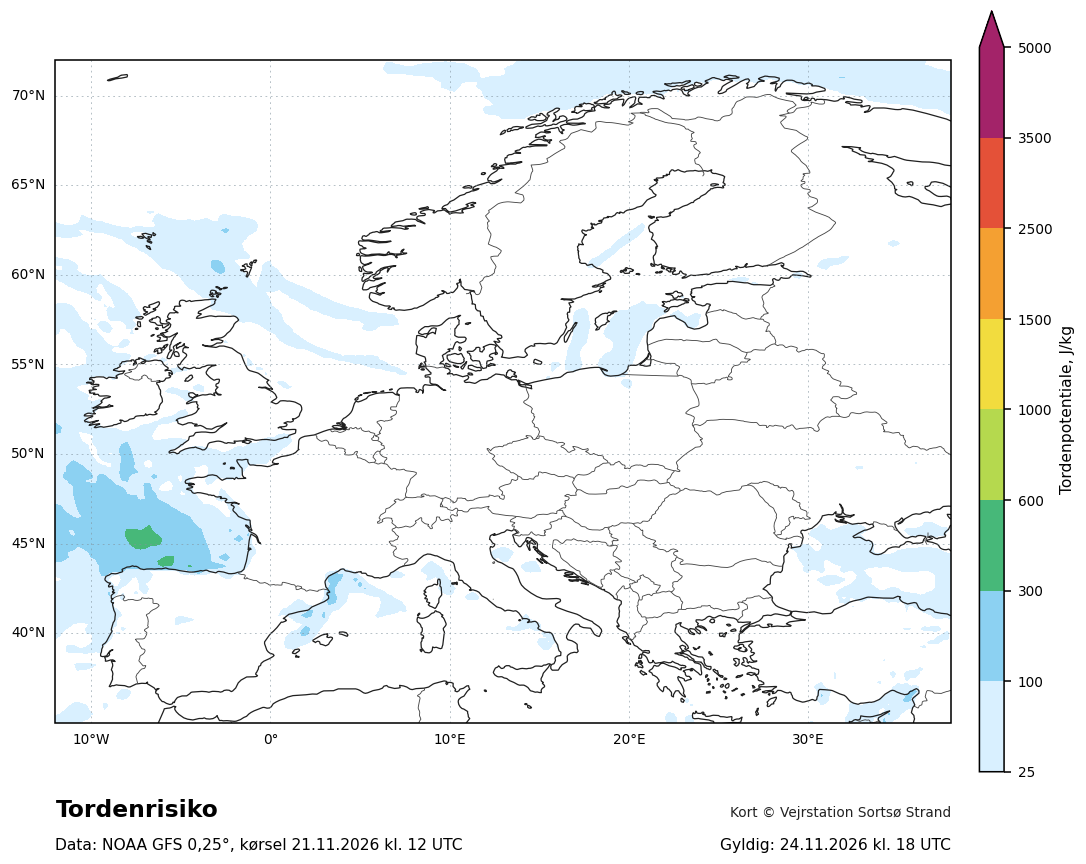 70°N
65°N
60°N
55°N
50°N
45°N
40°N
10°W
0°
10°E
20°E
30°E
5000
3500
2500
1500
1000
600
300
100
25
Tordenpotentiale, J/kg
Tordenrisiko
Kort © Vejrstation Sortsø Strand
Data: NOAA GFS 0,25°, kørsel 21.11.2026 kl. 12 UTC
Gyldig: 24.11.2026 kl. 18 UTC